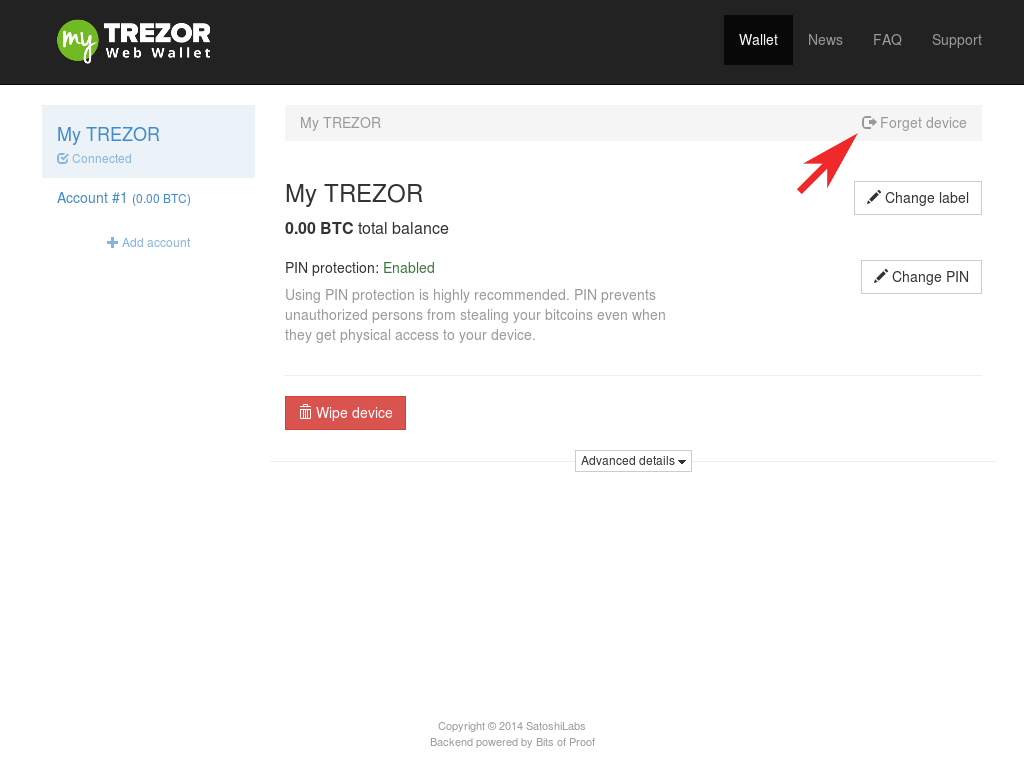 my TREZOR
Web Wallet
Wallet News FAQ Support
My TREZOR
Connected
Account #1 (0.00 BTC)
Add account
My TREZOR Forget device
My TREZOR
Change label
0.00 BTC total balance
PIN protection: Enabled
Change PIN
Using PIN protection is highly recommended. PIN prevents
unauthorized persons from stealing your bitcoins even when
they get physical access to your device.
Wipe device
Advanced details
Copyright © 2014 SatoshiLabs
Backend powered by Bits of Proof